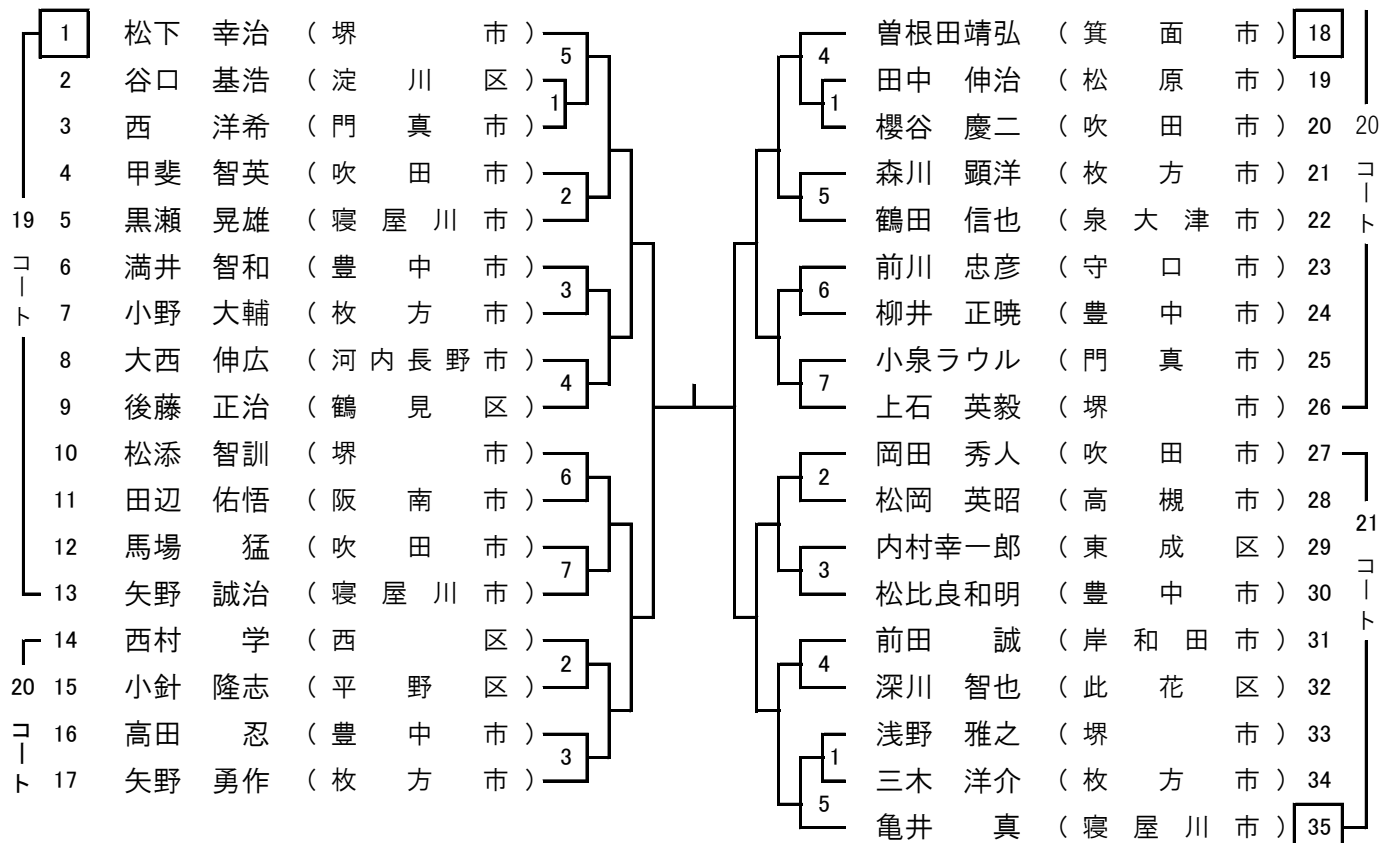 1 松下 幸治 （ 堺 市 ）
5
2 谷口 基浩 （ 淀 川 区 ）
1
3 西 洋希 （ 門 真 市 ）
4 甲斐 智英 （ 吹 田 市 ）
2
19 コート
5 黒瀬 晃雄 （ 寝 屋 川 市 ）
6 満井 智和 （ 豊 中 市 ）
3
7 小野 大輔 （ 枚 方 市 ）
8 大西 伸広 （ 河 内 長 野 市 ）
4
9 後藤 正治 （ 鶴 見 区 ）
10 松添 智訓 （ 堺 市 ）
6
11 田辺 佑悟 （ 阪 南 市 ）
12 馬場 猛 （ 吹 田 市 ）
7
13 矢野 誠治 （ 寝 屋 川 市 ）
14 西村 学 （ 西 区 ）
2
20 コート
15 小針 隆志 （ 平 野 区 ）
16 高田 忍 （ 豊 中 市 ）
3
17 矢野 勇作 （ 枚 方 市 ）
曽根田靖弘 （ 箕 面 市 ） 18
4
田中 伸治 （ 松 原 市 ） 19
1
櫻谷 慶二 （ 吹 田 市 ） 20
20 コート
森川 顕洋 （ 枚 方 市 ） 21
5
鶴田 信也 （ 泉 大 津 市 ） 22
前川 忠彦 （ 守 口 市 ） 23
6
柳井 正暁 （ 豊 中 市 ） 24
小泉ラウル （ 門 真 市 ） 25
7
上石 英毅 （ 堺 市 ） 26
岡田 秀人 （ 吹 田 市 ） 27
2
松岡 英昭 （ 高 槻 市 ） 28
21 コート
内村幸一郎 （ 東 成 区 ） 29
3
松比良和明 （ 豊 中 市 ） 30
前田 誠 （ 岸 和 田 市 ） 31
4
深川 智也 （ 此 花 区 ） 32
浅野 雅之 （ 堺 市 ） 33
1
三木 洋介 （ 枚 方 市 ） 34
5
亀井 真 （ 寝 屋 川 市 ） 35